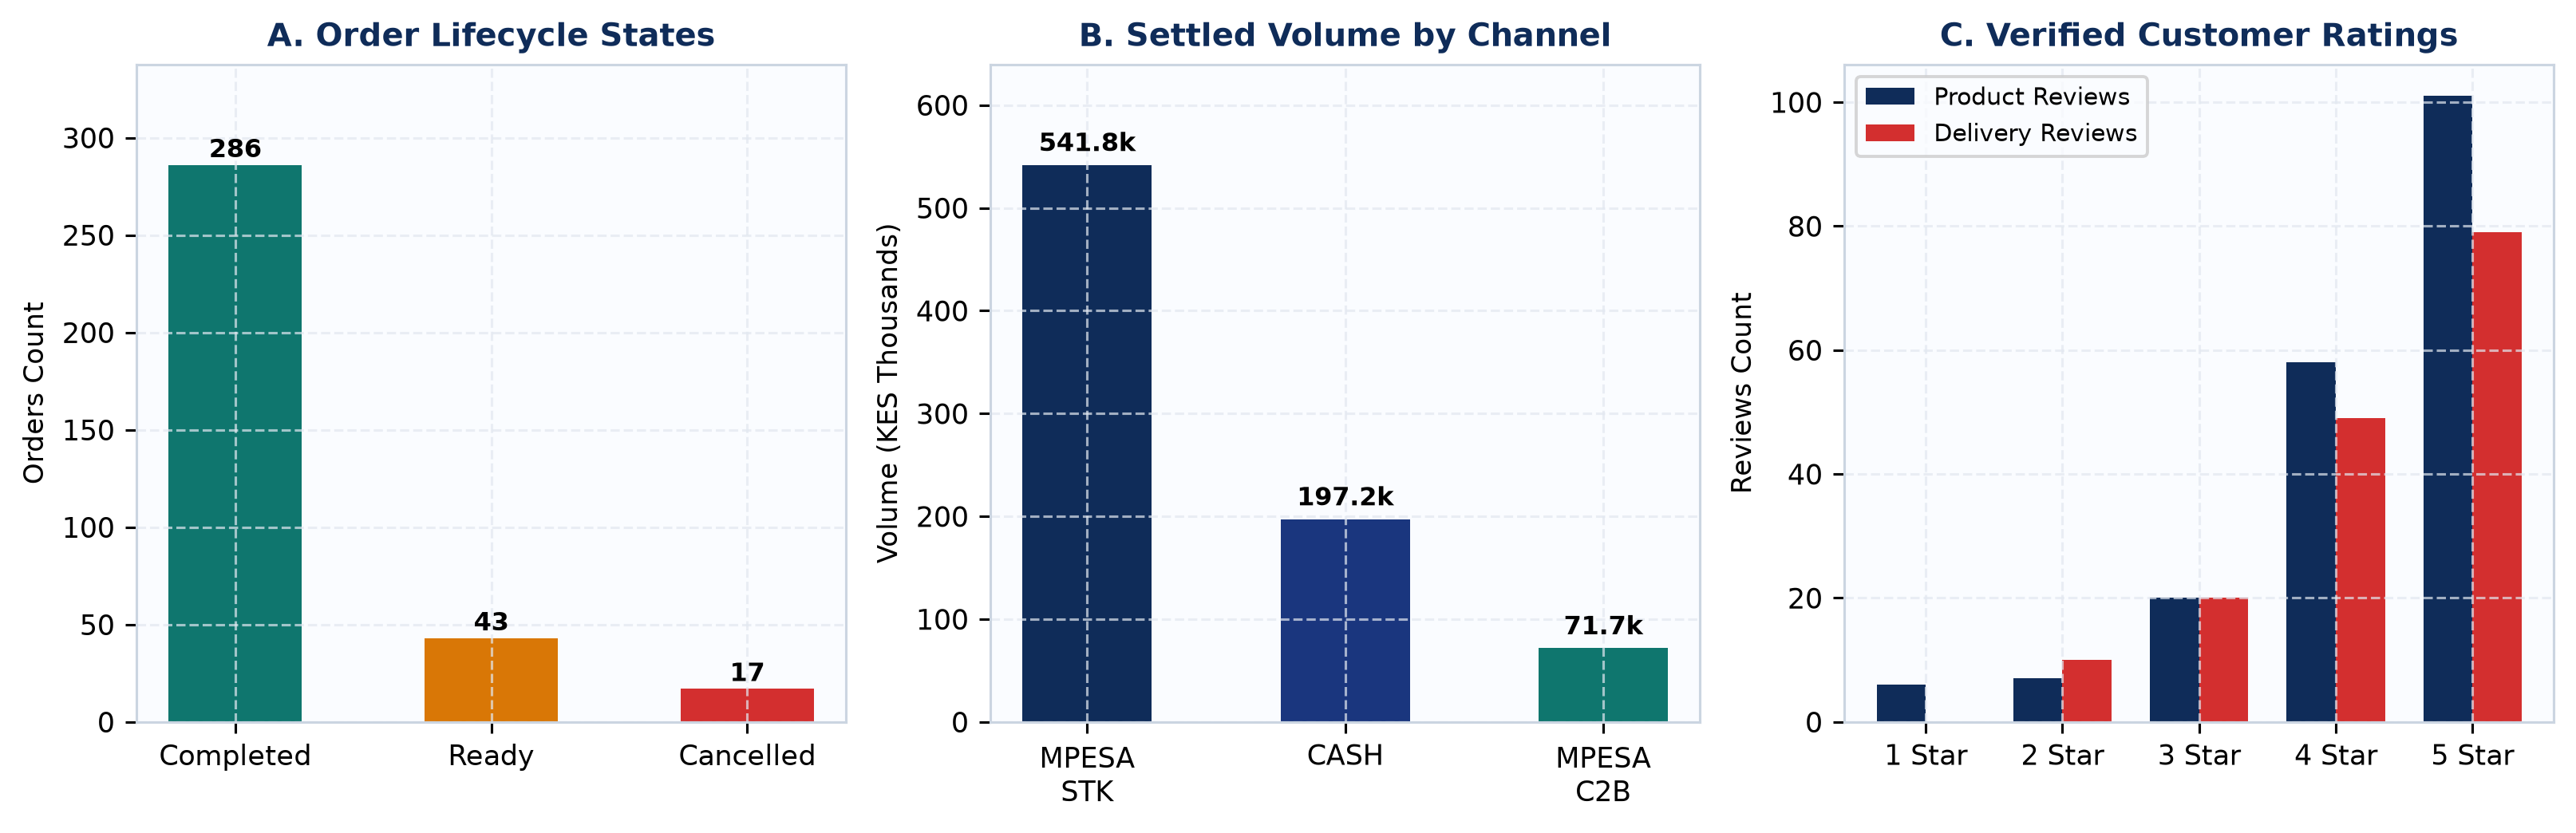 A. Order Lifecycle States
Orders Count
300
250
200
150
100
50
0
286
43
17
Completed
Ready
Cancelled
B. Settled Volume by Channel
Volume (KES Thousands)
600
500
400
300
200
100
0
541.8k
197.2k
71.7k
MPESA
STK
CASH
MPESA
C2B
C. Verified Customer Ratings
Reviews Count
100
80
60
40
20
0
Product Reviews
Delivery Reviews
1 Star
2 Star
3 Star
4 Star
5 Star